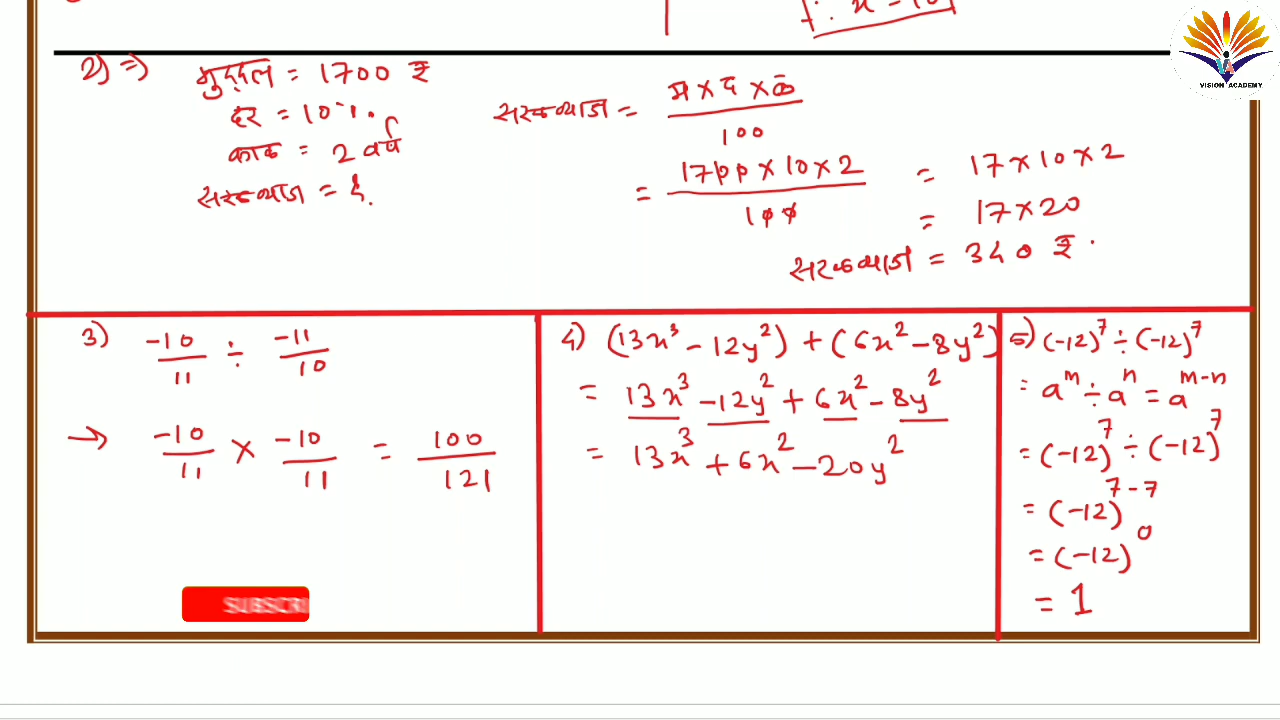 VISION ACADEMY
2) ⇒) मुद्दल = 1700 ₹
दर = 10%.
काळ = 2 वर्ष
सरळव्याज = ?.
सरळव्याज = म × द × क / 100
= 1700 × 10 × 2 / 100 = 17 × 10 × 2
= 17 × 20
सरळव्याज = 340 ₹.
3) -10/11 ÷ -11/10
→ -10/11 × -10/11 = 100/121
4) (13x³ - 12y²) + (6x² - 8y²)
= 13x³ - 12y² + 6x² - 8y²
= 13x³ + 6x² - 20y²
5) (-12)⁷ ÷ (-12)⁷
= aᵐ ÷ aⁿ = aᵐ⁻ⁿ
= (-12)⁷ ÷ (-12)⁷
= (-12)⁷⁻⁷
= (-12)⁰
= 1
SUBSCRI